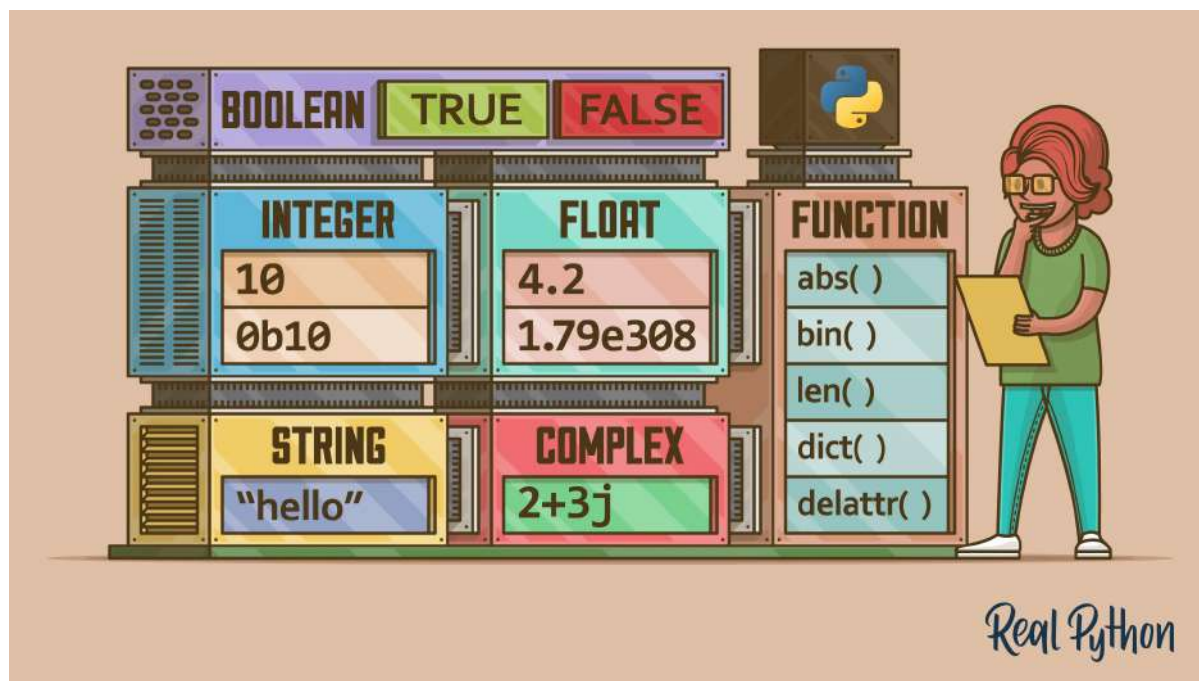 BOOLEAN TRUE FALSE
INTEGER
10
0b10
FLOAT
4.2
1.79e308
FUNCTION
abs( )
bin( )
len( )
dict( )
delattr( )
STRING
“hello”
COMPLEX
2+3j
Real Python